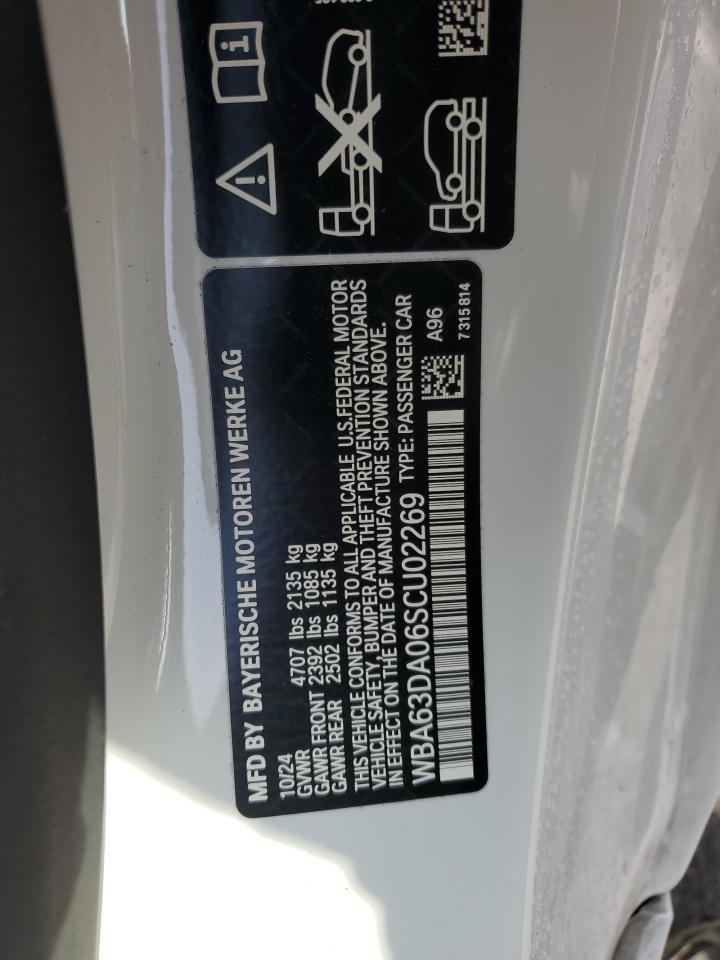 MFD BY BAYERISCHE MOTOREN WERKE AG
10/24
GVWR 4707 lbs 2135 kg
GAWR FRONT 2392 lbs 1085 kg
GAWR REAR 2502 lbs 1135 kg
THIS VEHICLE CONFORMS TO ALL APPLICABLE U.S.FEDERAL MOTOR
VEHICLE SAFETY, BUMPER AND THEFT PREVENTION STANDARDS
IN EFFECT ON THE DATE OF MANUFACTURE SHOWN ABOVE.
WBA63DA06SCU02269 TYPE: PASSENGER CAR
A96
7315814